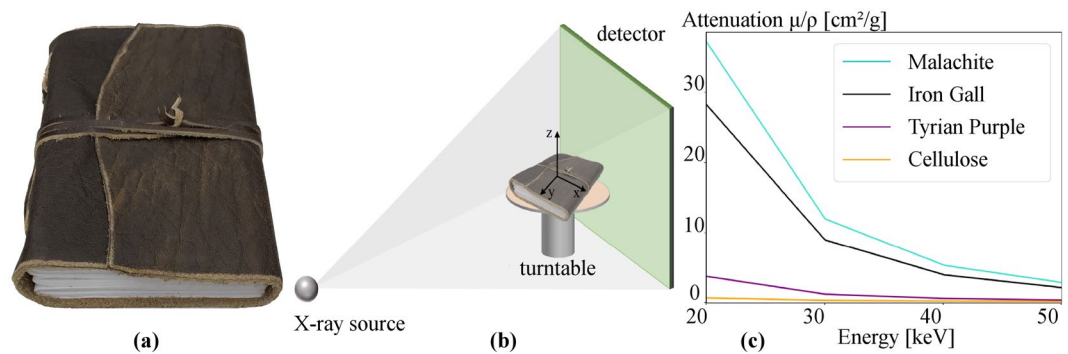 detector
z
y
x
turntable
X-ray source
(a)
(b)
Attenuation μ/ρ [cm²/g]
Malachite
Iron Gall
Tyrian Purple
Cellulose
30
20
10
0
20
30
40
50
Energy [keV]
(c)